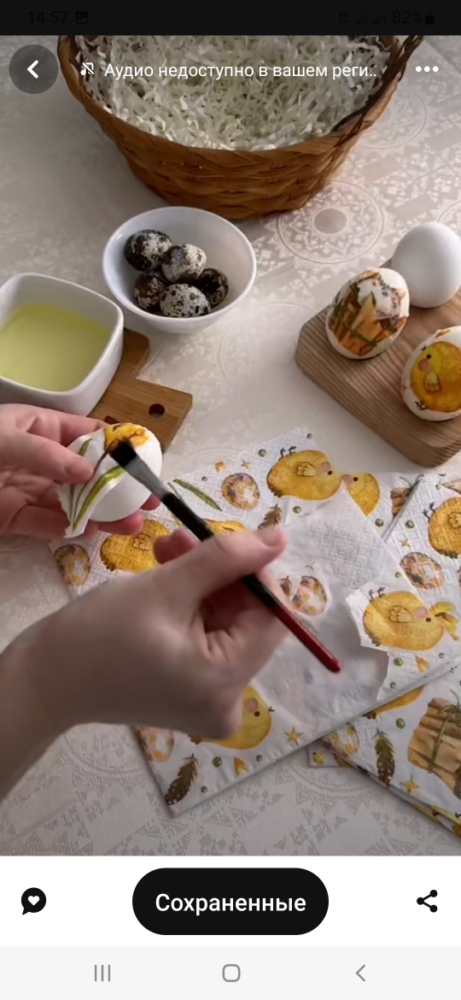 14:57
82%
Аудио недоступно в вашем реги..
Сохраненные